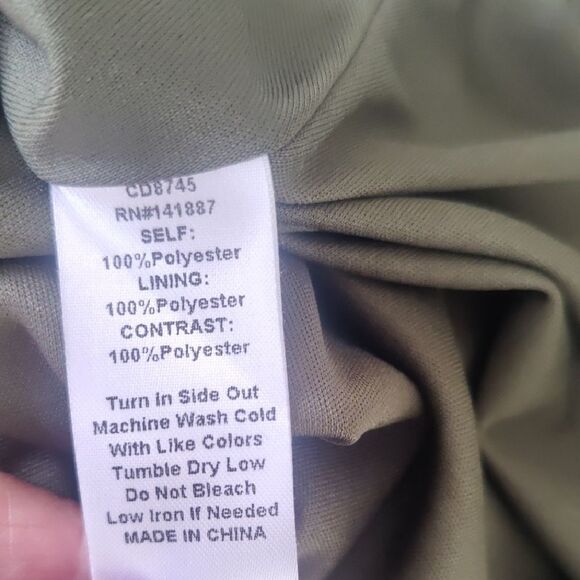 CD8745
RN#141887
SELF:
100%Polyester
LINING:
100%Polyester
CONTRAST:
100%Polyester
Turn in Side Out
Machine Wash Cold
With Like Colors
Tumble Dry Low
Do Not Bleach
Low Iron If Needed
MADE IN CHINA